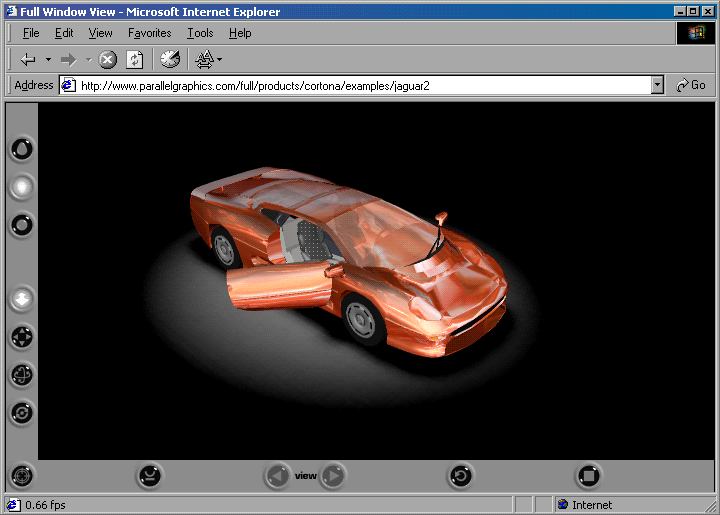 Full Window View - Microsoft Internet Explorer
File Edit View Favorites Tools Help
Address http://www.parallelgraphics.com/full/products/cortona/examples/jaguar2 Go
view
0.66 fps Internet